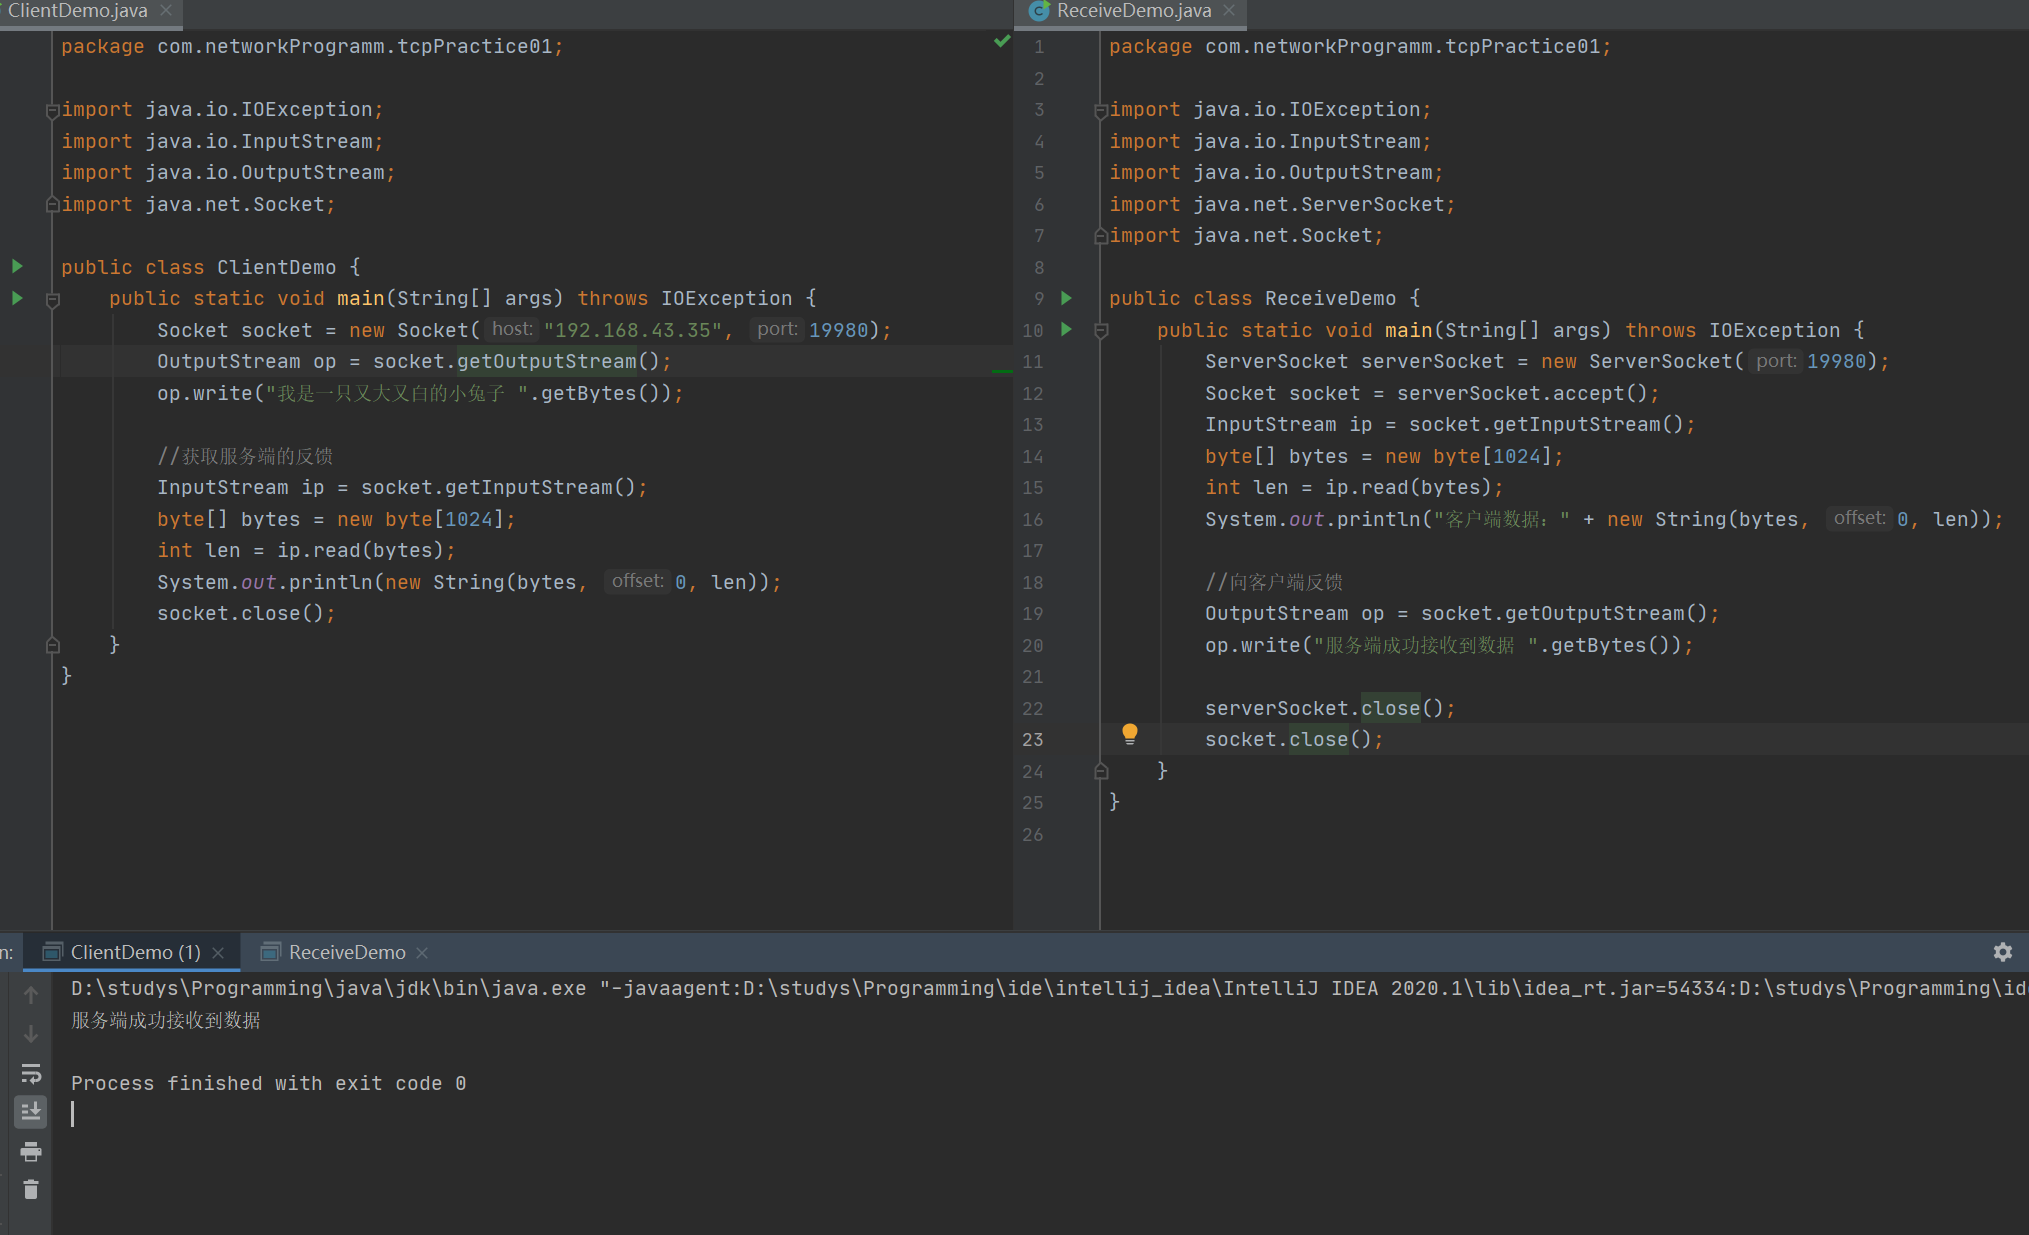 ClientDemo.java
package com.networkProgramm.tcpPractice01;
import java.io.IOException;
import java.io.InputStream;
import java.io.OutputStream;
import java.net.Socket;
public class ClientDemo {
public static void main(String[] args) throws IOException {
Socket socket = new Socket( host: "192.168.43.35", port: 19980);
OutputStream op = socket.getOutputStream();
op.write("我是一只又大又白的小兔子 ".getBytes());
//获取服务端的反馈
InputStream ip = socket.getInputStream();
byte[] bytes = new byte[1024];
int len = ip.read(bytes);
System.out.println(new String(bytes, offset: 0, len));
socket.close();
}
}
ReceiveDemo.java
1 package com.networkProgramm.tcpPractice01;
2
3 import java.io.IOException;
4 import java.io.InputStream;
5 import java.io.OutputStream;
6 import java.net.ServerSocket;
7 import java.net.Socket;
8
9 public class ReceiveDemo {
10 public static void main(String[] args) throws IOException {
11 ServerSocket serverSocket = new ServerSocket( port: 19980);
12 Socket socket = serverSocket.accept();
13 InputStream ip = socket.getInputStream();
14 byte[] bytes = new byte[1024];
15 int len = ip.read(bytes);
16 System.out.println("客户端数据：" + new String(bytes, offset: 0, len));
17
18 //向客户端反馈
19 OutputStream op = socket.getOutputStream();
20 op.write("服务端成功接收到数据 ".getBytes());
21
22 serverSocket.close();
23 socket.close();
24 }
25 }
26
n: ClientDemo (1) ReceiveDemo
D:\studys\Programming\java\jdk\bin\java.exe "-javaagent:D:\studys\Programming\ide\intellij_idea\IntelliJ IDEA 2020.1\lib\idea_rt.jar=54334:D:\studys\Programming\id
服务端成功接收到数据
Process finished with exit code 0